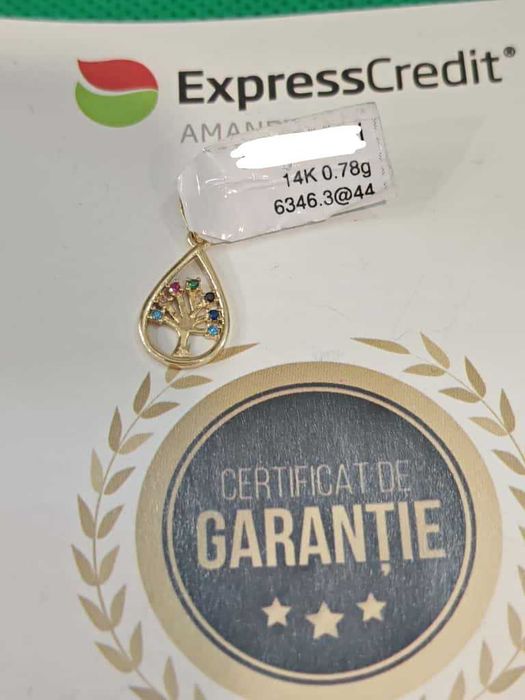 ExpressCredit®
14K 0.78g
6346.3@44
CERTIFICAT DE
GARANȚIE